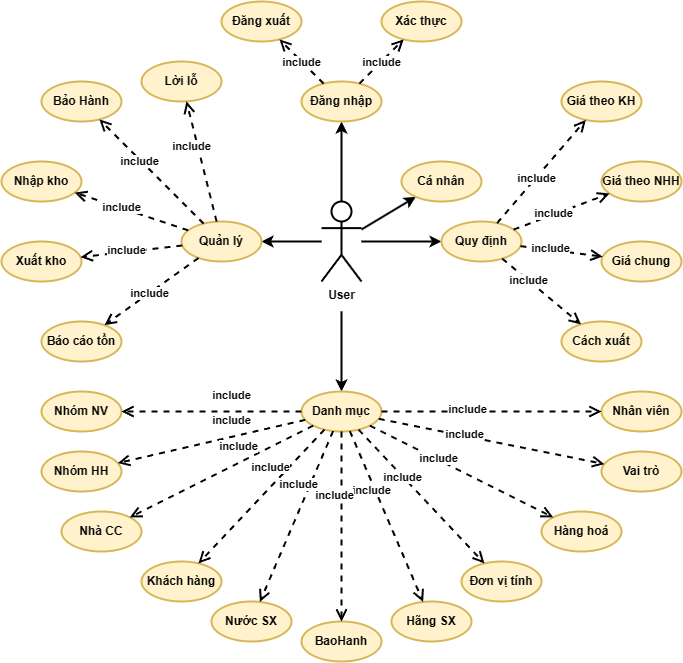 Đăng xuất
Xác thực
include
include
Lời lỗ
Bảo Hành
Đăng nhập
Giá theo KH
include
include
Nhập kho
Cá nhân
include
Giá theo NHH
include
include
Quản lý
Quy định
include
include
Xuất kho
Giá chung
include
User
Báo cáo tồn
include
Cách xuất
include
Nhóm NV
Danh mục
include
Nhân viên
include
include
Nhóm HH
include
include
Vai trò
include
include
include
include
include
Nhà CC
Hàng hoá
Khách hàng
Đơn vị tính
Nước SX
Hãng SX
BaoHanh